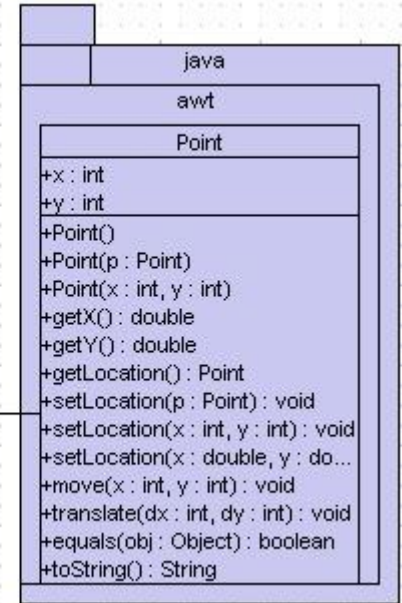 java
awt
Point
+x : int
+y : int
+Point()
+Point(p : Point)
+Point(x : int, y : int)
+getX() : double
+getY() : double
+getLocation() : Point
+setLocation(p : Point) : void
+setLocation(x : int, y : int) : void
+setLocation(x : double, y : do...
+move(x : int, y : int) : void
+translate(dx : int, dy : int) : void
+equals(obj : Object) : boolean
+toString() : String